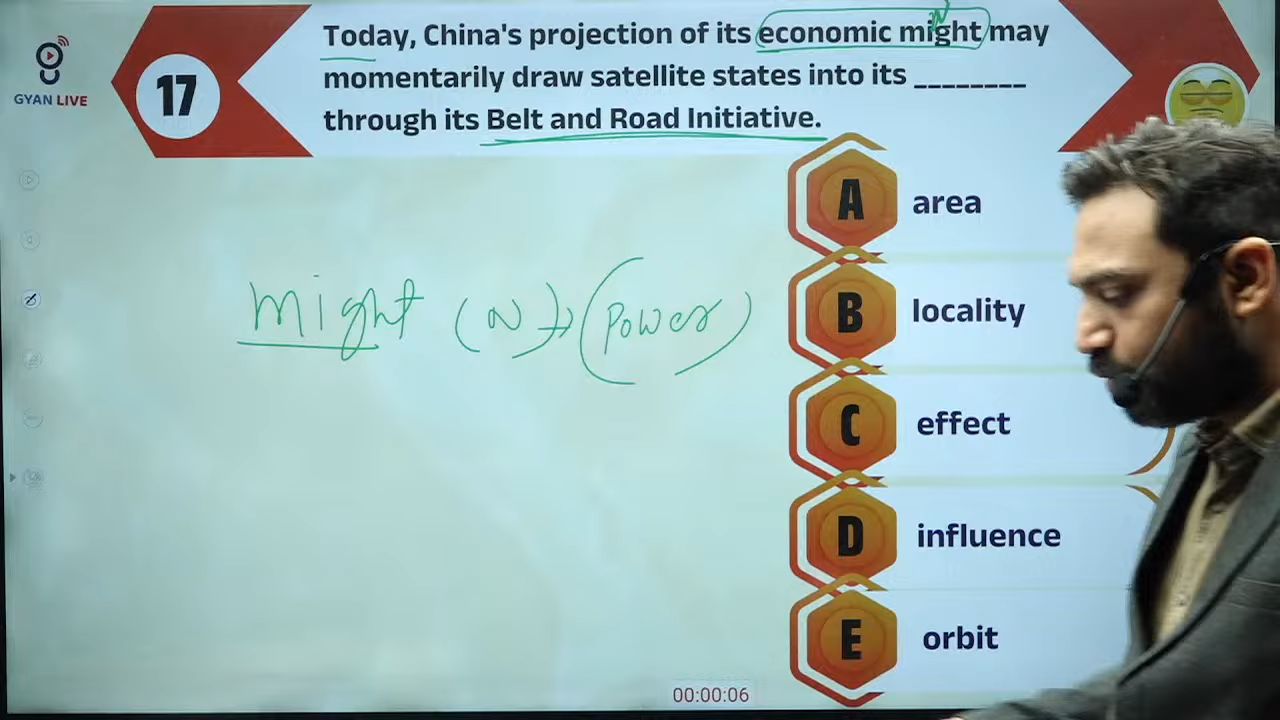 GYAN LIVE
17
Today, China's projection of its economic might may
momentarily draw satellite states into its ________
through its Belt and Road Initiative.
N
might (N) → (Power)
A area
B locality
C effect
D influence
E orbit
00:00:06